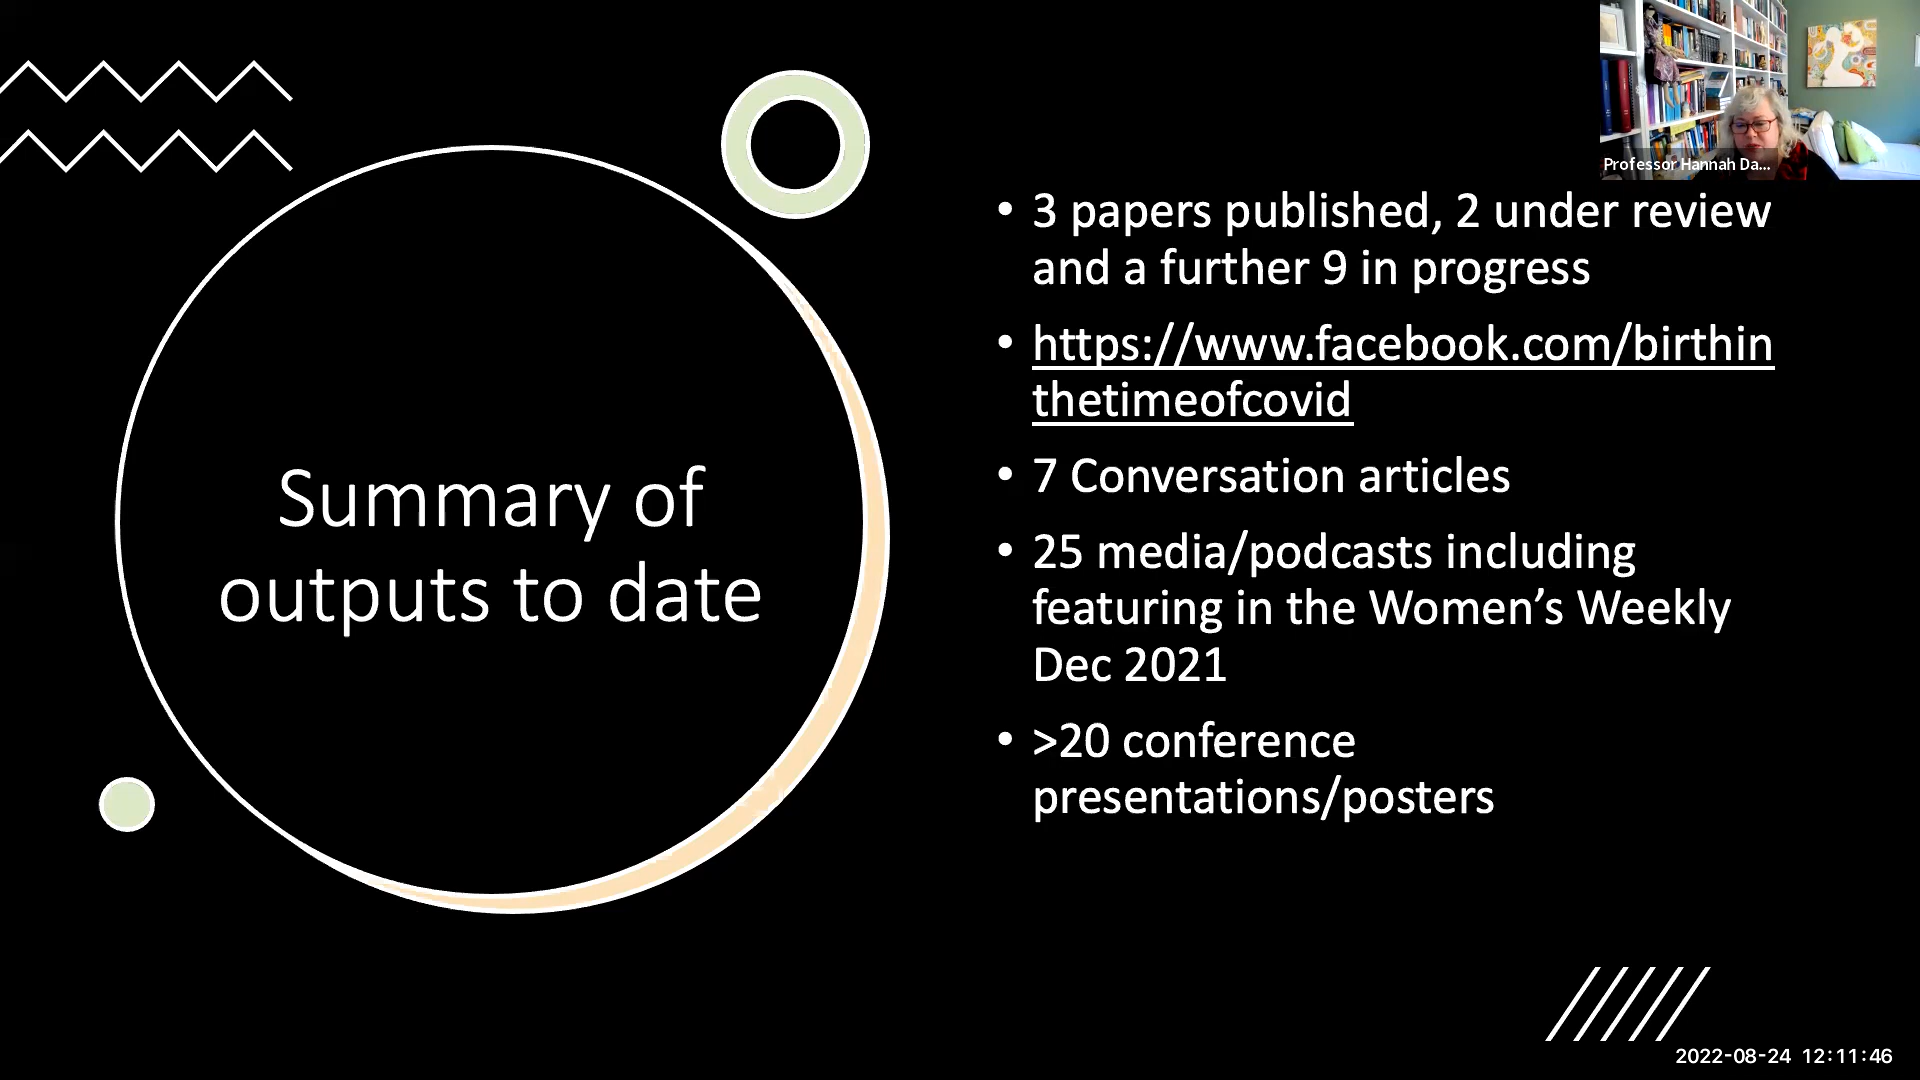 Professor Hannah Da...
Summary of
outputs to date
• 3 papers published, 2 under review
and a further 9 in progress
• https://www.facebook.com/birthin
thetimeofcovid
• 7 Conversation articles
• 25 media/podcasts including
featuring in the Women’s Weekly
Dec 2021
• >20 conference
presentations/posters
2022-08-24 12:11:46